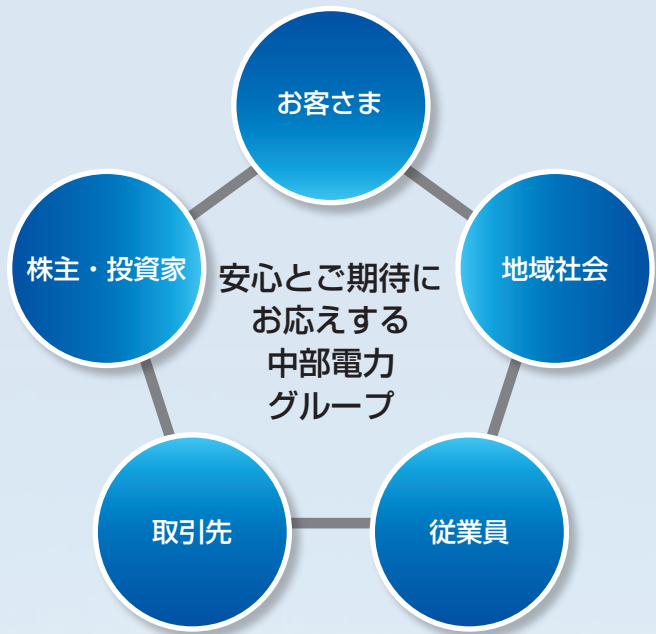 お客さま
株主・投資家
地域社会
安心とご期待に
お応えする
中部電力
グループ
取引先
従業員